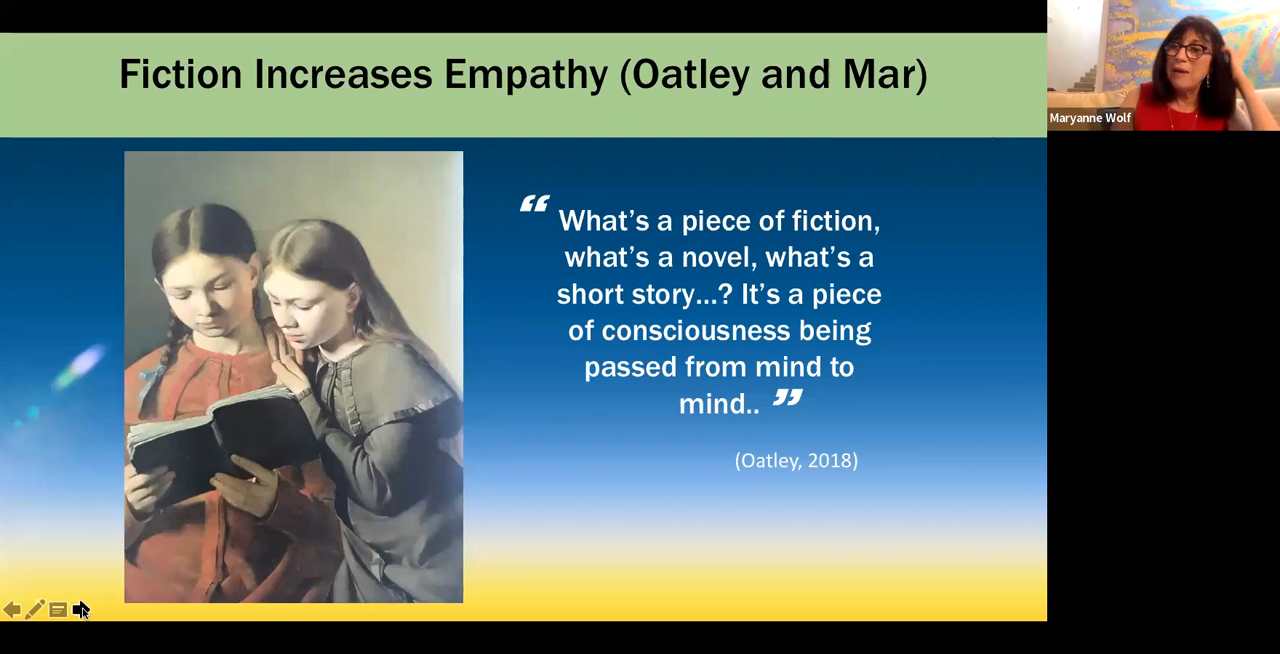 Fiction Increases Empathy (Oatley and Mar)
Maryanne Wolf
“ What’s a piece of fiction,
what’s a novel, what’s a
short story...? It’s a piece
of consciousness being
passed from mind to
mind.. ”
(Oatley, 2018)